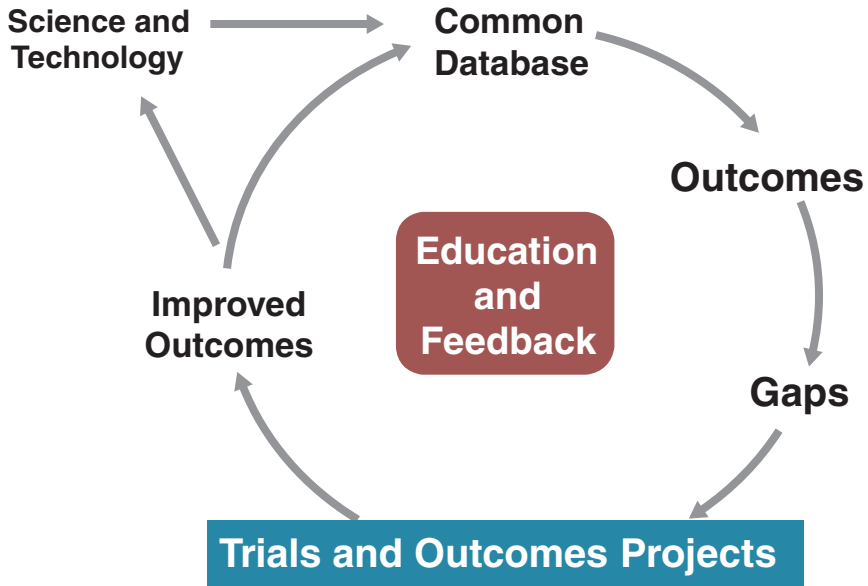 Science and
Technology
Common
Database
Outcomes
Education
and
Feedback
Improved
Outcomes
Gaps
Trials and Outcomes Projects